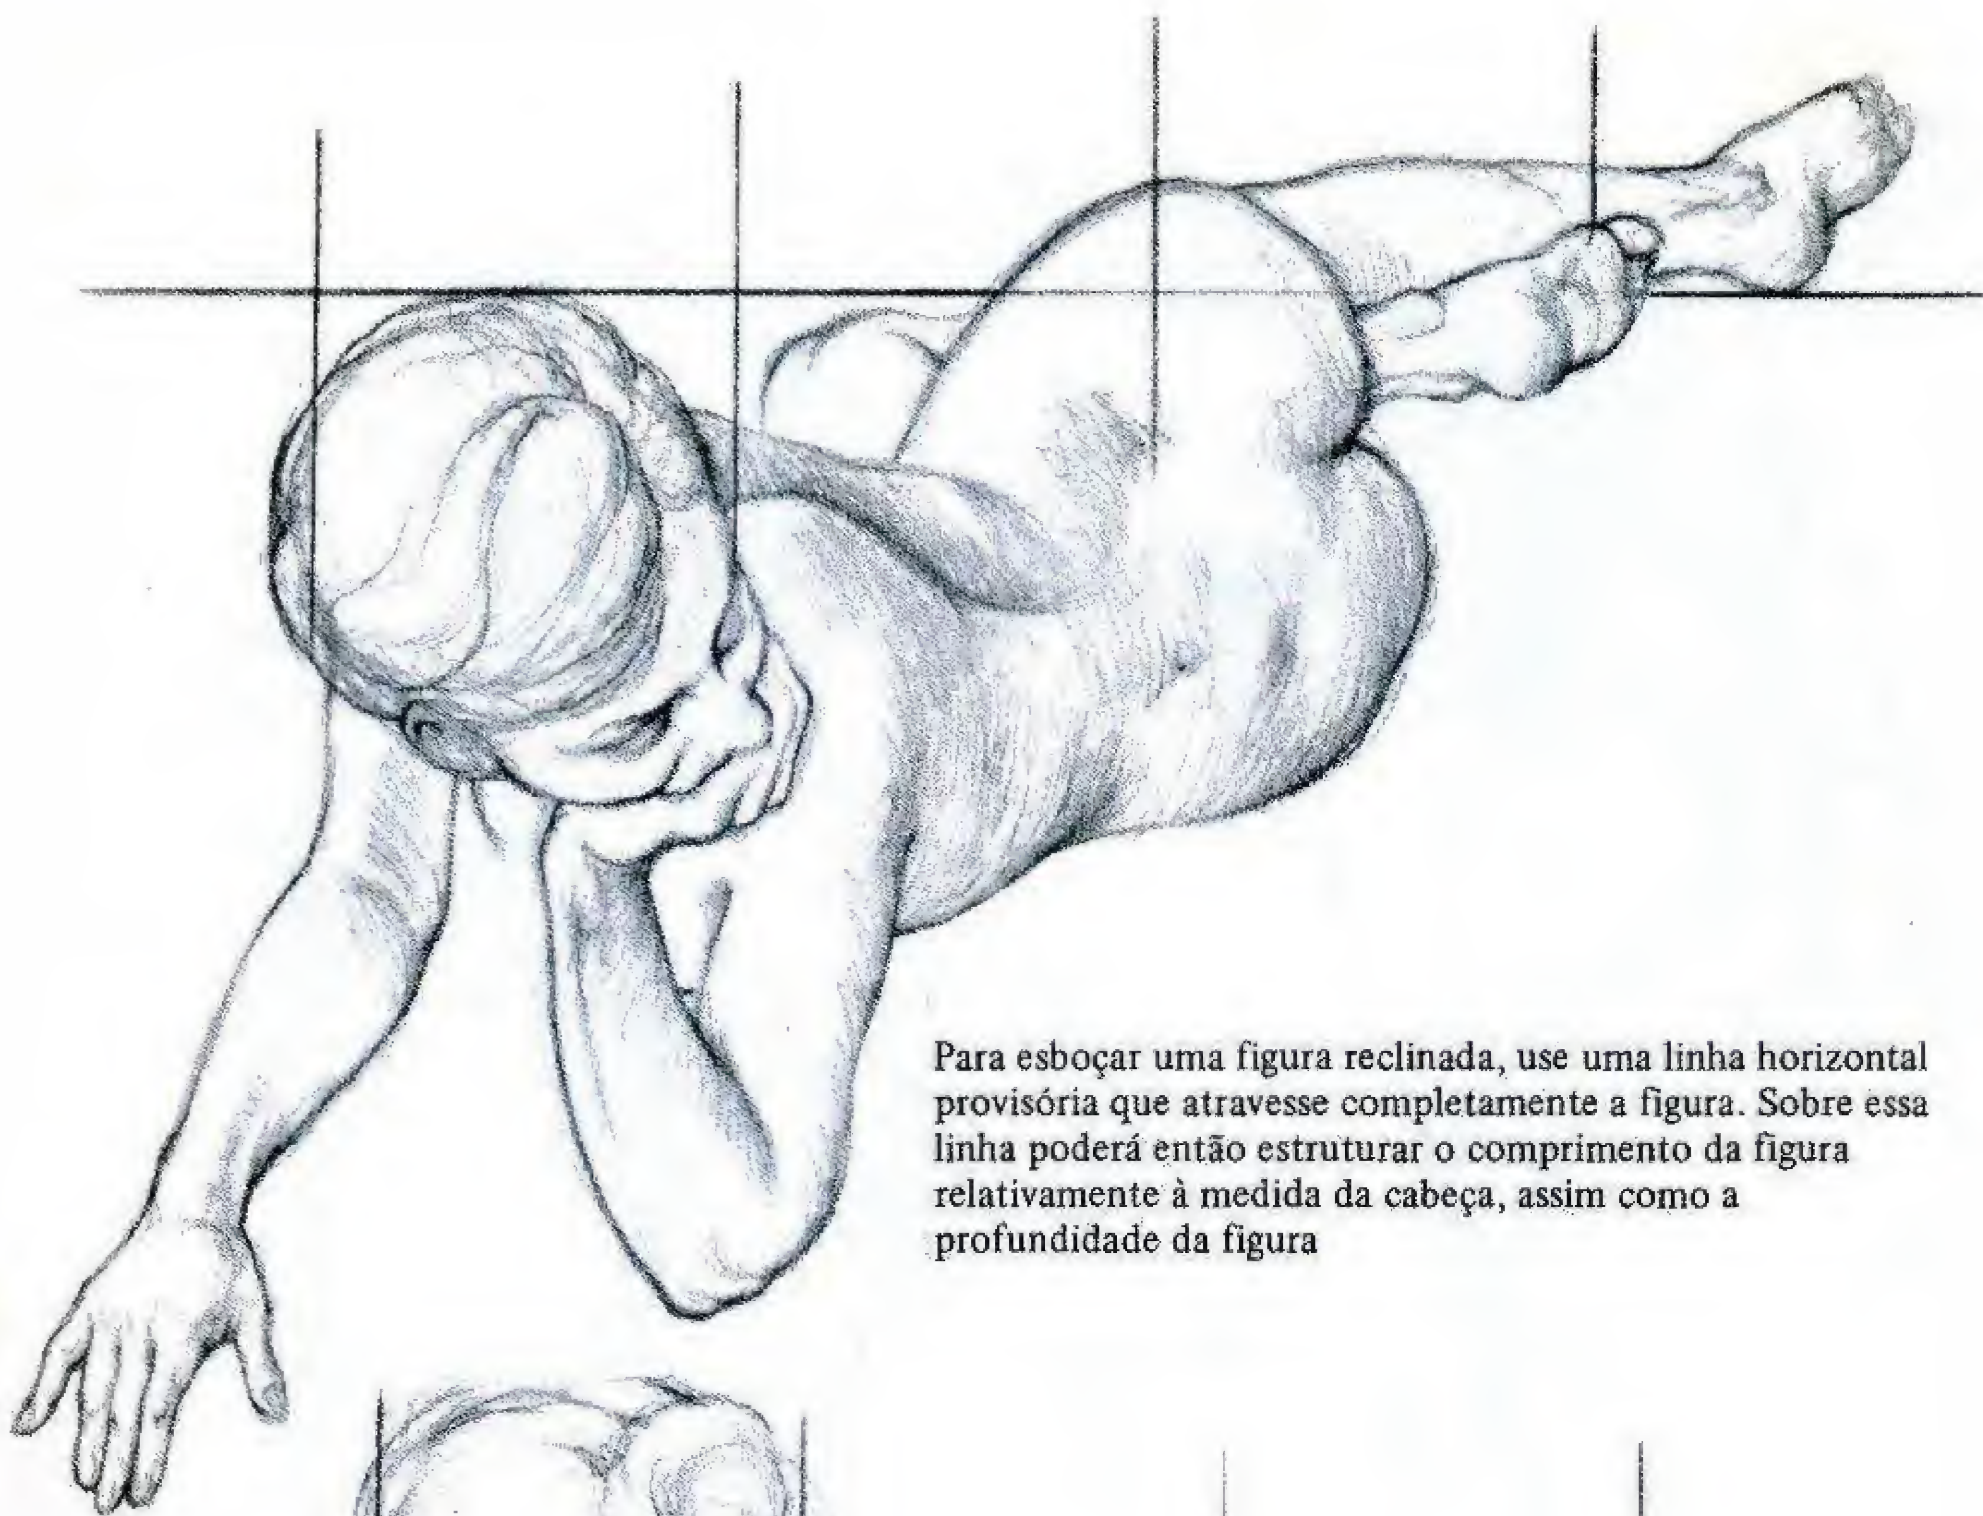 Para esboçar uma figura reclinada, use uma linha horizontal
provisória que atravesse completamente a figura. Sobre essa
linha poderá então estruturar o comprimento da figura
relativamente à medida da cabeça, assim como a
profundidade da figura